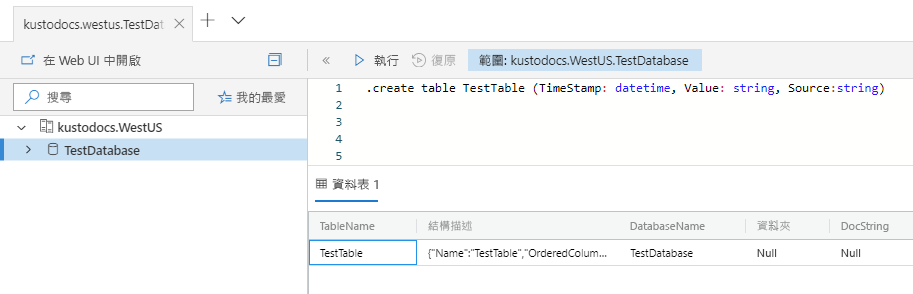 kustodocs.westus.TestDat
在 Web UI 中開啟
執行
復原
範圍: kustodocs.WestUS.TestDatabase
搜尋
我的最愛
kustodocs.WestUS
TestDatabase
1 .create table TestTable (TimeStamp: datetime, Value: string, Source:string)
2
3
4
5
資料表 1
TableName 結構描述 DatabaseName 資料夾 DocString
TestTable {"Name":"TestTable","OrderedColum... TestDatabase Null Null